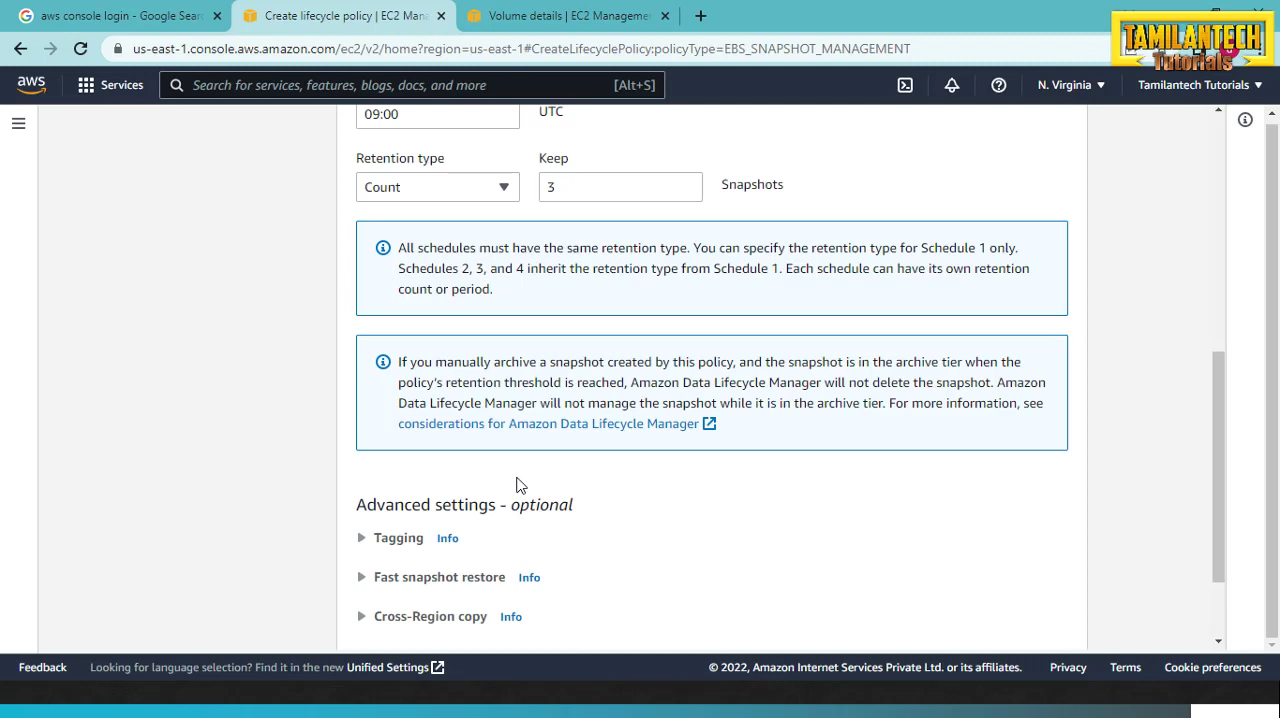 aws console login - Google Sear
Create lifecycle policy | EC2 Mana
Volume details | EC2 Managemen
us-east-1.console.aws.amazon.com/ec2/v2/home?region=us-east-1#CreateLifecyclePolicy:policyType=EBS_SNAPSHOT_MANAGEMENT
TAMILANTECH
Tutorials
aws
Services
Search for services, features, blogs, docs, and more
[Alt+S]
N. Virginia
Tamilantech Tutorials
09:00
UTC
Retention type
Keep
Count
3
Snapshots
All schedules must have the same retention type. You can specify the retention type for Schedule 1 only.
Schedules 2, 3, and 4 inherit the retention type from Schedule 1. Each schedule can have its own retention
count or period.
If you manually archive a snapshot created by this policy, and the snapshot is in the archive tier when the
policy's retention threshold is reached, Amazon Data Lifecycle Manager will not delete the snapshot. Amazon
Data Lifecycle Manager will not manage the snapshot while it is in the archive tier. For more information, see
considerations for Amazon Data Lifecycle Manager
Advanced settings - optional
Tagging Info
Fast snapshot restore Info
Cross-Region copy Info
Feedback
Looking for language selection? Find it in the new Unified Settings
© 2022, Amazon Internet Services Private Ltd. or its affiliates.
Privacy
Terms
Cookie preferences